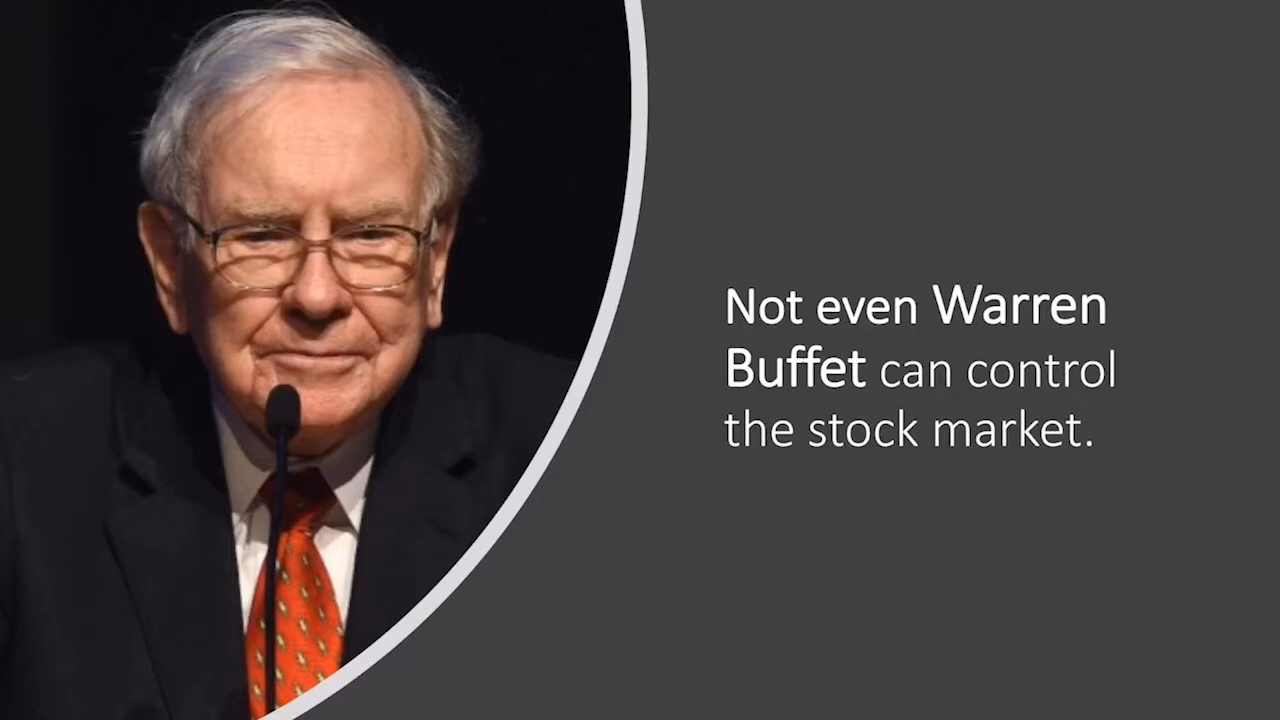 Not even Warren
Buffet can control
the stock market.